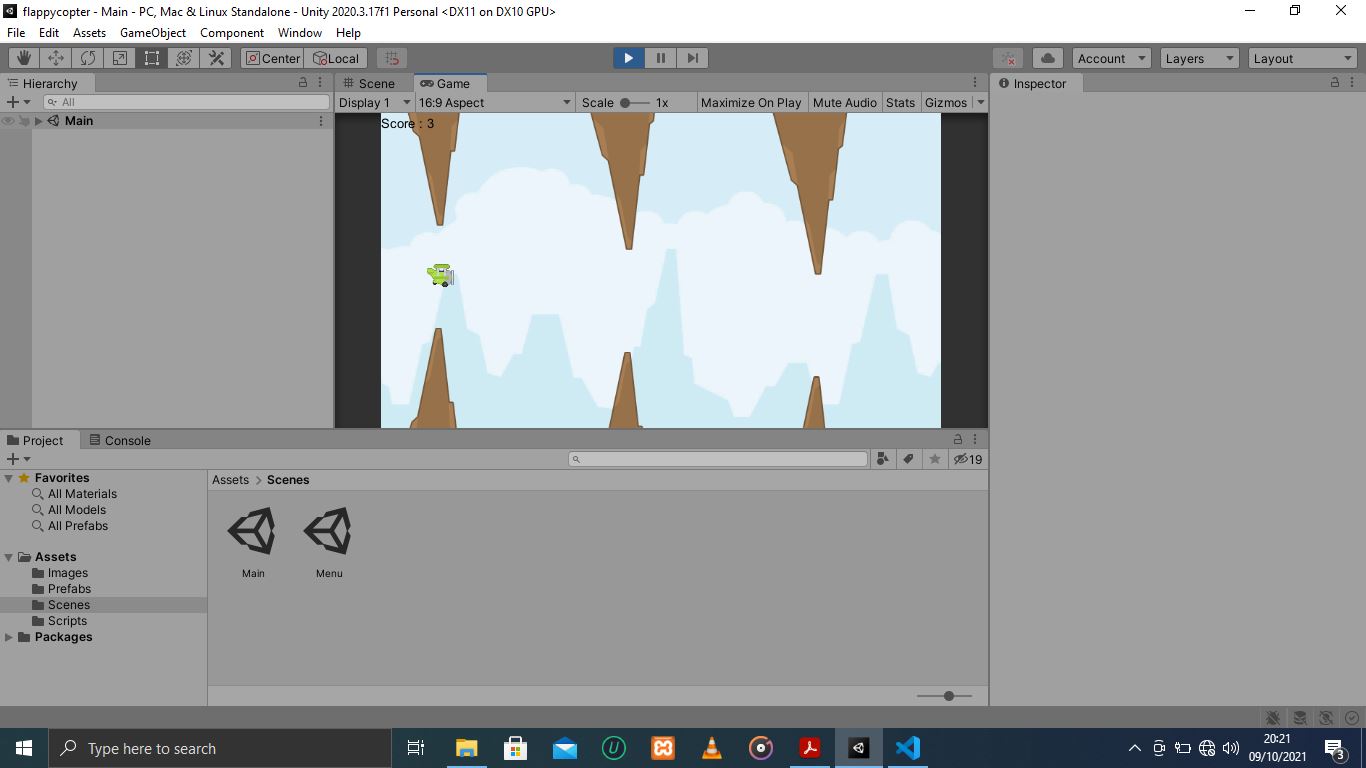 flappycopter - Main - PC, Mac & Linux Standalone - Unity 2020.3.17f1 Personal <DX11 on DX10 GPU>
File Edit Assets GameObject Component Window Help
Center Local Account Layers Layout
Hierarchy Scene Game Inspector
All Display 1 16:9 Aspect Scale 1x Maximize On Play Mute Audio Stats Gizmos
Main
Score : 3
Project Console
19
Favorites
All Materials
All Models
All Prefabs
Assets
Images
Prefabs
Scenes
Scripts
Packages
Assets > Scenes
Main Menu
Type here to search
20:21
09/10/2021
3